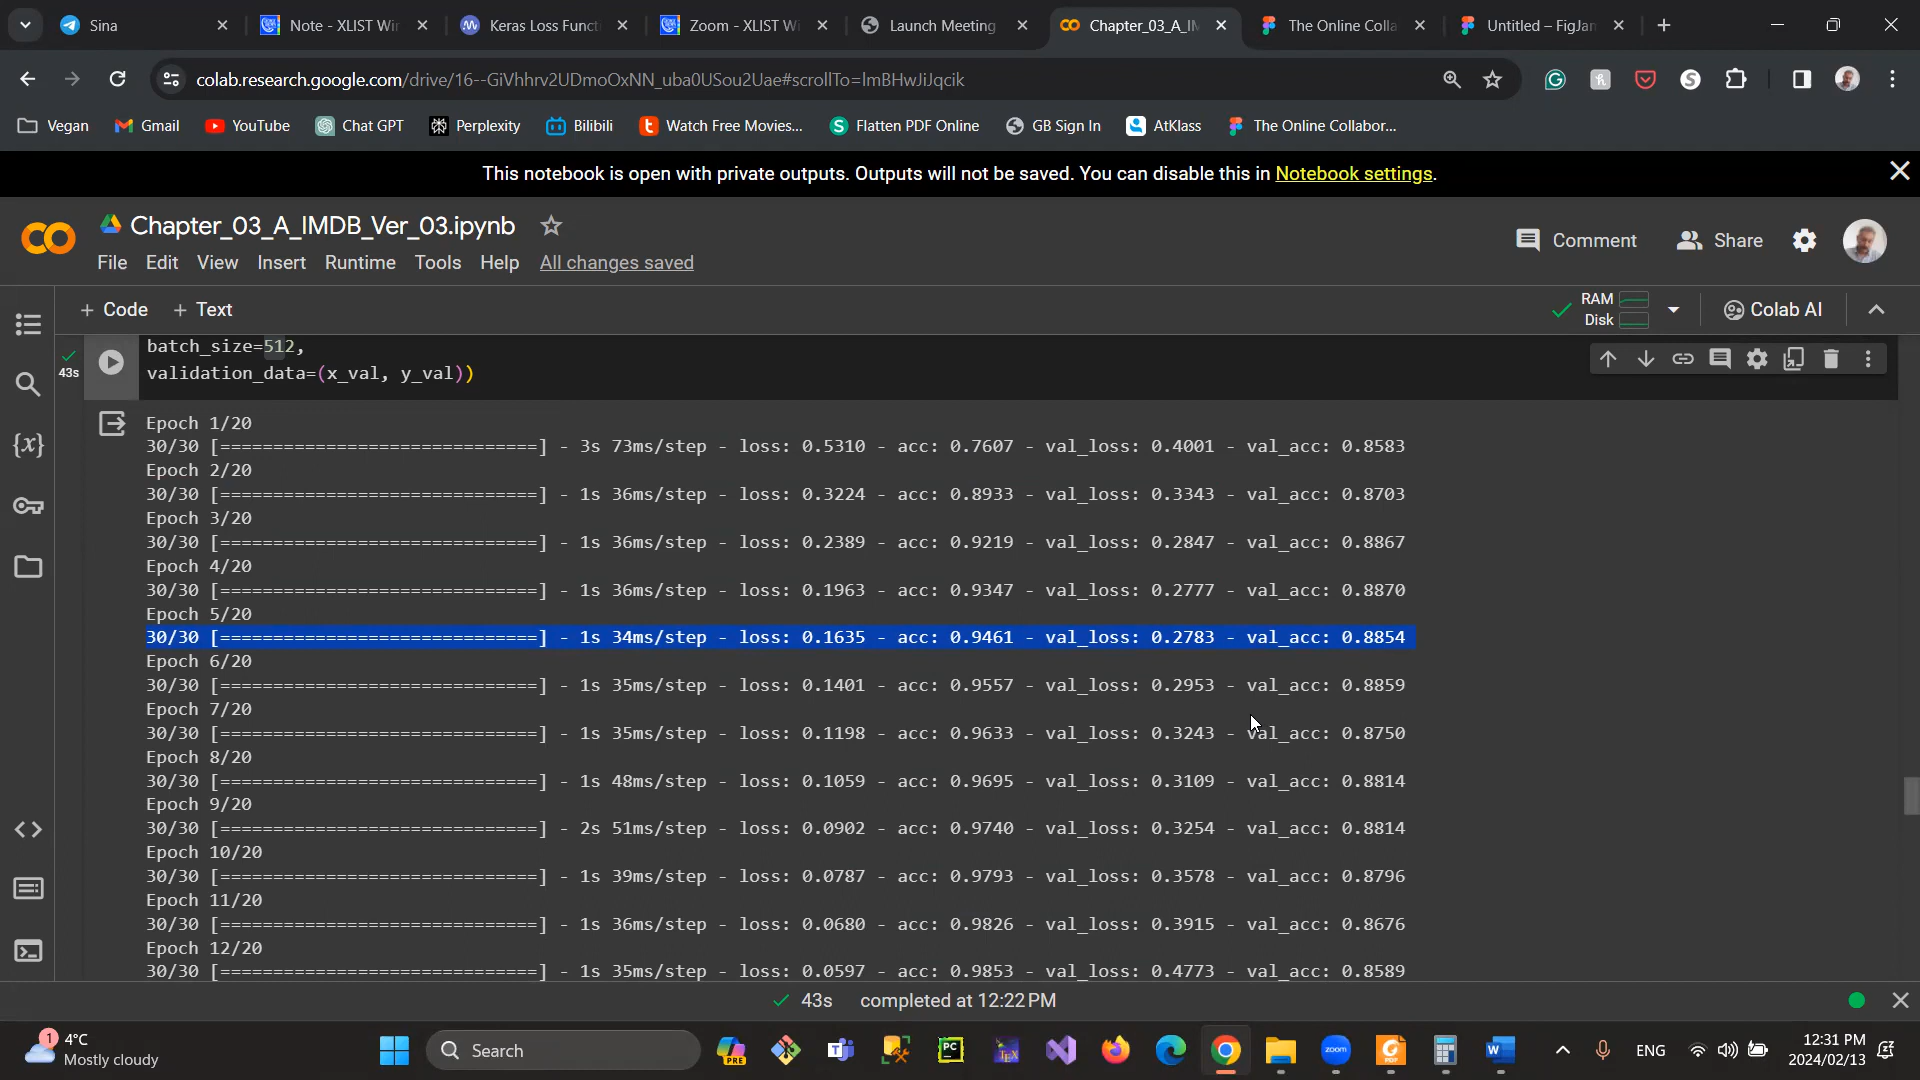 Sina
Note - XLIST Wi
Keras Loss Funct
Zoom - XLIST W
Launch Meeting
Chapter_03_A_I
The Online Colla
Untitled – FigJa
colab.research.google.com/drive/16--GiVhhrv2UDmoOxNN_uba0USou2Uae#scrollTo=lmBHwJiJqcik
Vegan
Gmail
YouTube
Chat GPT
Perplexity
Bilibili
Watch Free Movies...
Flatten PDF Online
GB Sign In
AtKlass
The Online Collabor...
This notebook is open with private outputs. Outputs will not be saved. You can disable this in Notebook settings.
Chapter_03_A_IMDB_Ver_03.ipynb
File Edit View Insert Runtime Tools Help All changes saved
Comment
Share
+ Code + Text
RAM
Disk
Colab AI
43s
batch_size=512,
validation_data=(x_val, y_val))
Epoch 1/20
30/30 [==============================] - 3s 73ms/step - loss: 0.5310 - acc: 0.7607 - val_loss: 0.4001 - val_acc: 0.8583
Epoch 2/20
30/30 [==============================] - 1s 36ms/step - loss: 0.3224 - acc: 0.8933 - val_loss: 0.3343 - val_acc: 0.8703
Epoch 3/20
30/30 [==============================] - 1s 36ms/step - loss: 0.2389 - acc: 0.9219 - val_loss: 0.2847 - val_acc: 0.8867
Epoch 4/20
30/30 [==============================] - 1s 36ms/step - loss: 0.1963 - acc: 0.9347 - val_loss: 0.2777 - val_acc: 0.8870
Epoch 5/20
30/30 [==============================] - 1s 34ms/step - loss: 0.1635 - acc: 0.9461 - val_loss: 0.2783 - val_acc: 0.8854
Epoch 6/20
30/30 [==============================] - 1s 35ms/step - loss: 0.1401 - acc: 0.9557 - val_loss: 0.2953 - val_acc: 0.8859
Epoch 7/20
30/30 [==============================] - 1s 35ms/step - loss: 0.1198 - acc: 0.9633 - val_loss: 0.3243 - val_acc: 0.8750
Epoch 8/20
30/30 [==============================] - 1s 48ms/step - loss: 0.1059 - acc: 0.9695 - val_loss: 0.3109 - val_acc: 0.8814
Epoch 9/20
30/30 [==============================] - 2s 51ms/step - loss: 0.0902 - acc: 0.9740 - val_loss: 0.3254 - val_acc: 0.8814
Epoch 10/20
30/30 [==============================] - 1s 39ms/step - loss: 0.0787 - acc: 0.9793 - val_loss: 0.3578 - val_acc: 0.8796
Epoch 11/20
30/30 [==============================] - 1s 36ms/step - loss: 0.0680 - acc: 0.9826 - val_loss: 0.3915 - val_acc: 0.8676
Epoch 12/20
30/30 [==============================] - 1s 35ms/step - loss: 0.0597 - acc: 0.9853 - val_loss: 0.4773 - val_acc: 0.8589
43s completed at 12:22 PM
1
4°C
Mostly cloudy
Search
PRE
PC
zoom
PDF
ENG
12:31 PM
2024/02/13